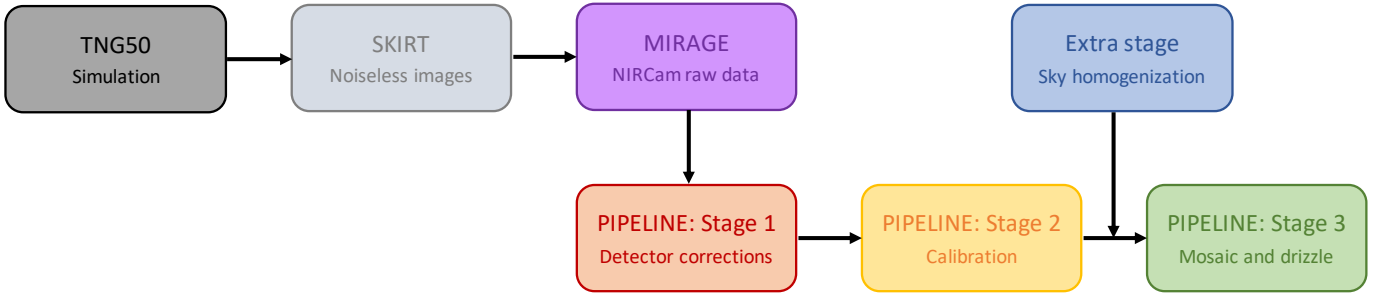 TNG50
Simulation
SKIRT
Noiseless images
MIRAGE
NIRCam raw data
Extra stage
Sky homogenization
PIPELINE: Stage 1
Detector corrections
PIPELINE: Stage 2
Calibration
PIPELINE: Stage 3
Mosaic and drizzle